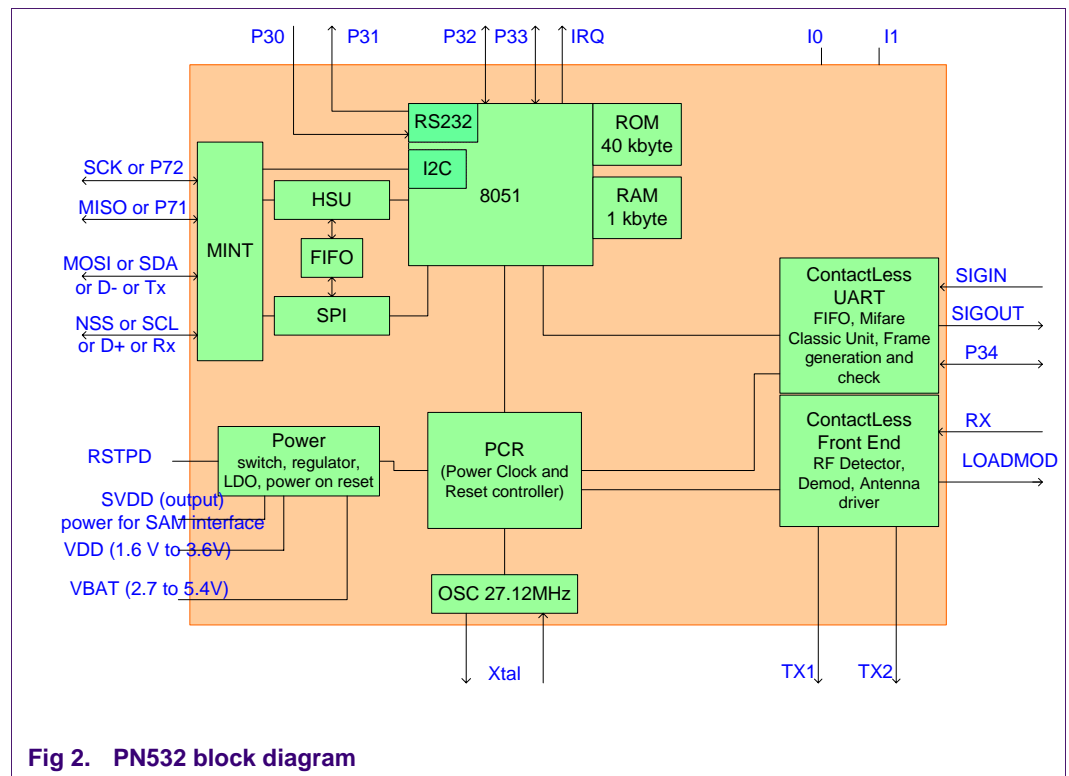 P30
P31
P32
P33
IRQ
I0
I1
RS232
I2C
8051
ROM
40 kbyte
RAM
1 kbyte
SCK or P72
MISO or P71
MOSI or SDA
or D- or Tx
NSS or SCL
or D+ or Rx
MINT
HSU
FIFO
SPI
ContactLess
UART
FIFO, Mifare
Classic Unit, Frame
generation and
check
SIGIN
SIGOUT
P34
ContactLess
Front End
RF Detector,
Demod, Antenna
driver
RX
LOADMOD
RSTPD
Power
switch, regulator,
LDO, power on reset
PCR
(Power Clock and
Reset controller)
SVDD (output)
power for SAM interface
VDD (1.6 V to 3.6V)
VBAT (2.7 to 5.4V)
OSC 27.12MHz
Xtal
TX1
TX2
Fig 2. PN532 block diagram